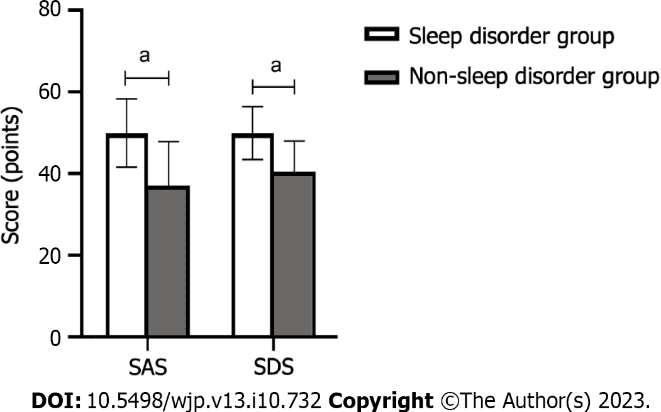 80
60
40
20
0
Score (points)
a
a
SAS
SDS
Sleep disorder group
Non-sleep disorder group
DOI: 10.5498/wjp.v13.i10.732 Copyright ©The Author(s) 2023.